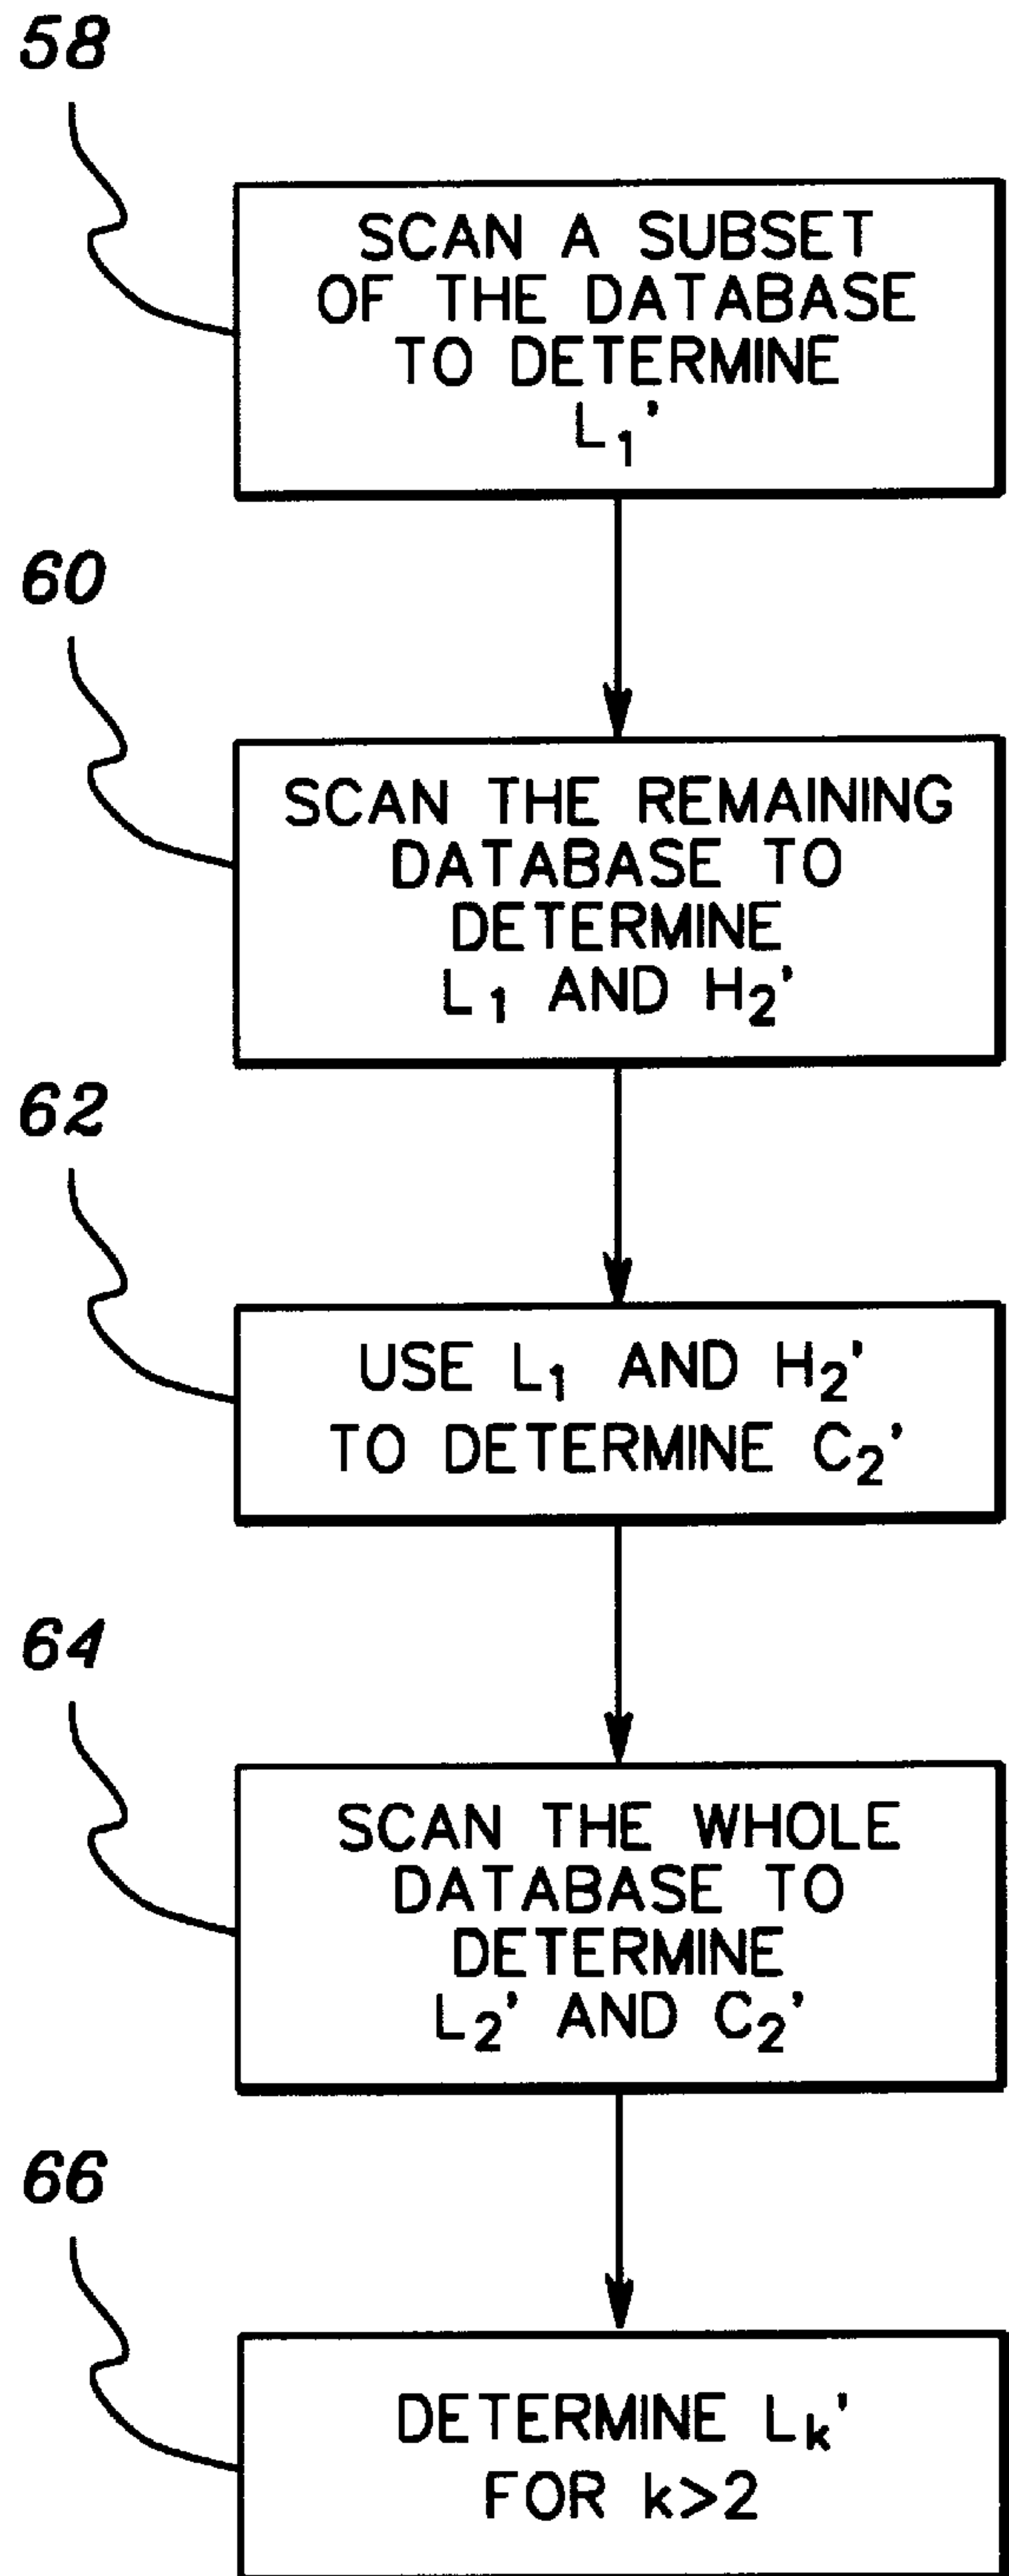 58
SCAN A SUBSET
OF THE DATABASE
TO DETERMINE
L₁'
60
SCAN THE REMAINING
DATABASE TO
DETERMINE
L₁ AND H₂'
62
USE L₁ AND H₂'
TO DETERMINE C₂'
64
SCAN THE WHOLE
DATABASE TO
DETERMINE
L₂' AND C₂'
66
DETERMINE Lₖ'
FOR k>2